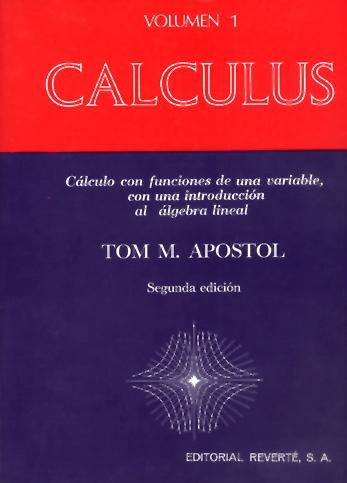 VOLUMEN 1
CALCULUS
Cálculo con funciones de una variable,
con una introducción
al álgebra lineal
TOM M. APOSTOL
Segunda edición
EDITORIAL REVERTÉ, S. A.